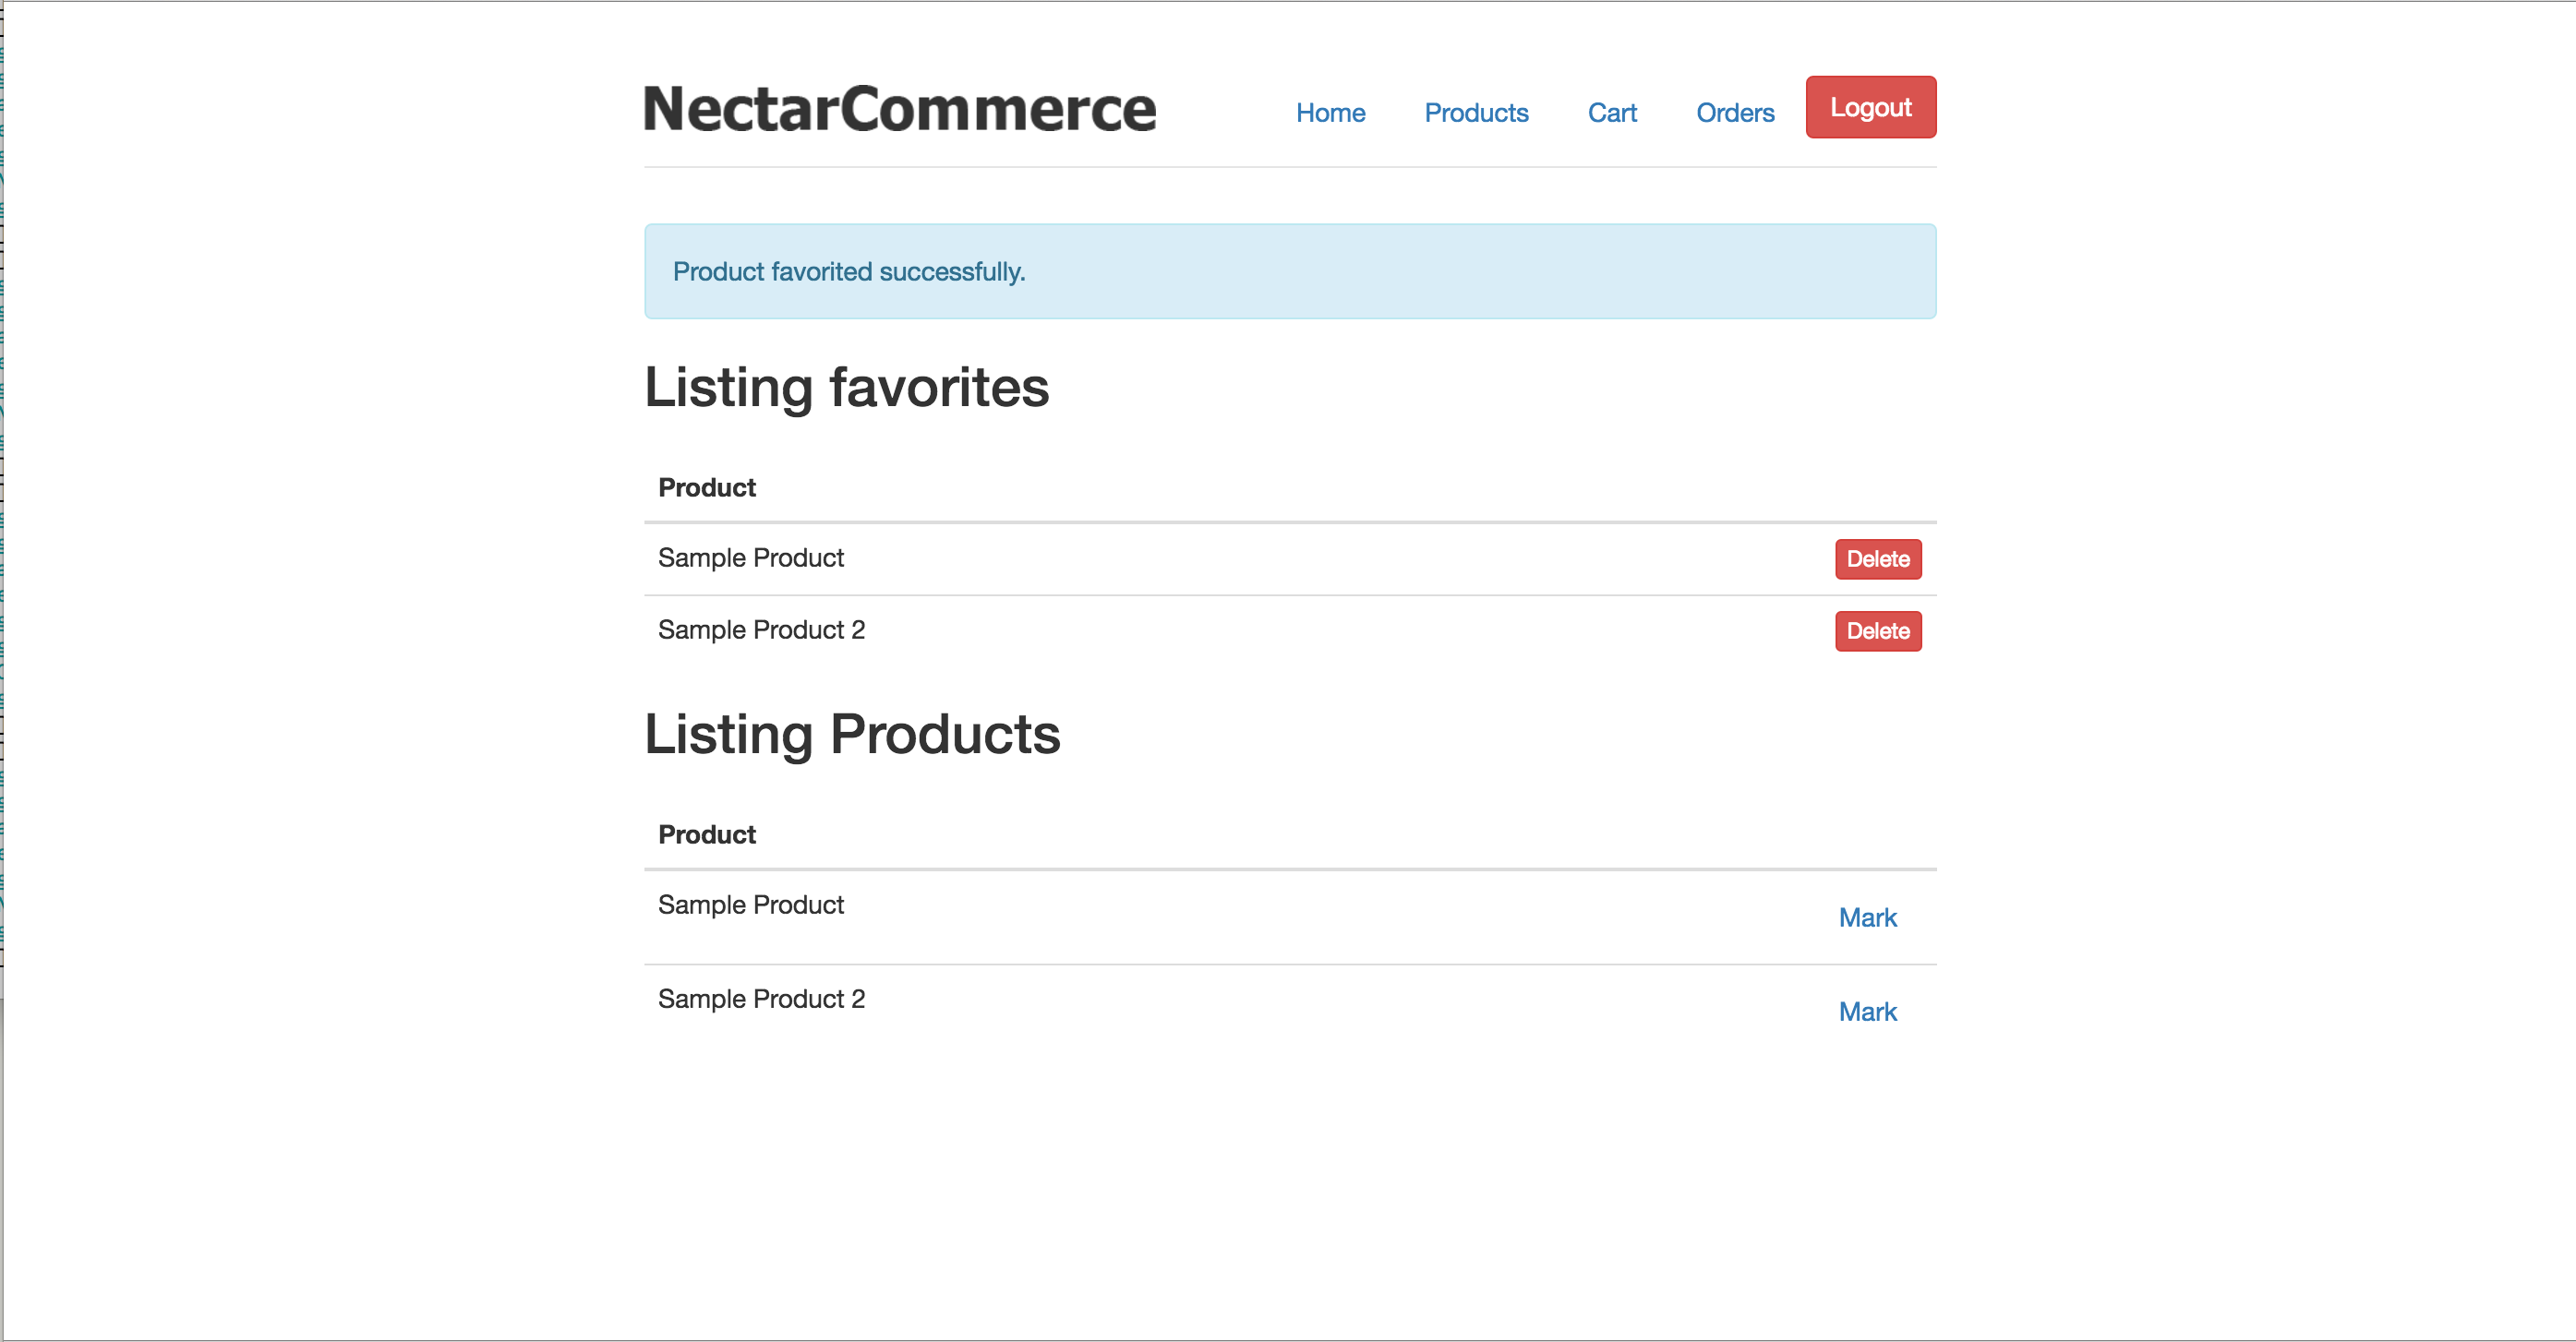 NectarCommerce Home Products Cart Orders Logout
Product favorited successfully.
Listing favorites
Product
Sample Product Delete
Sample Product 2 Delete
Listing Products
Product
Sample Product Mark
Sample Product 2 Mark